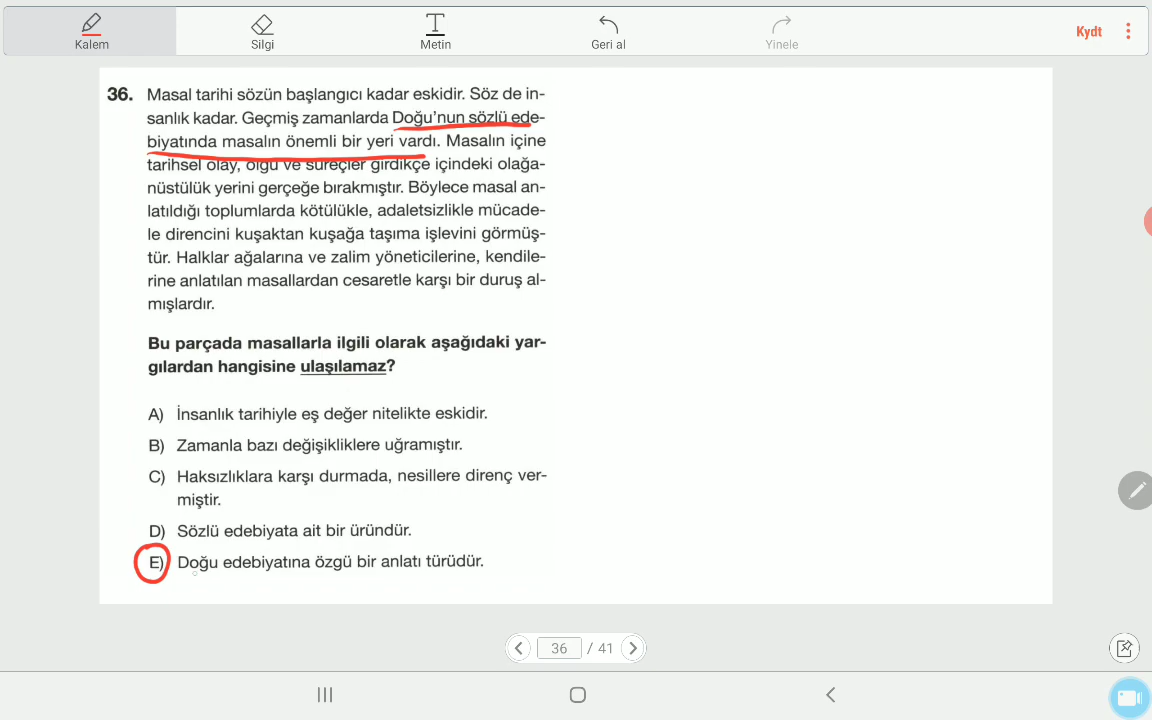 Kalem
Silgi
Metin
Geri al
Yinele
Kydt
36. Masal tarihi sözün başlangıcı kadar eskidir. Söz de in-
sanlık kadar. Geçmiş zamanlarda Doğu'nun sözlü ede-
biyatında masalın önemli bir yeri vardı. Masalın içine
tarihsel olay, olgu ve süreçler girdikçe içindeki olağa-
nüstülük yerini gerçeğe bırakmıştır. Böylece masal an-
latıldığı toplumlarda kötülükle, adaletsizlikle mücade-
le direncini kuşaktan kuşağa taşıma işlevini görmüş-
tür. Halklar ağalarına ve zalim yöneticilerine, kendile-
rine anlatılan masallardan cesaretle karşı bir duruş al-
mışlardır.
Bu parçada masallarla ilgili olarak aşağıdaki yar-
gılardan hangisine ulaşılamaz?
A) İnsanlık tarihiyle eş değer nitelikte eskidir.
B) Zamanla bazı değişikliklere uğramıştır.
C) Haksızlıklara karşı durmada, nesillere direnç ver-
miştir.
D) Sözlü edebiyata ait bir üründür.
E) Doğu edebiyatına özgü bir anlatı türüdür.
36 / 41